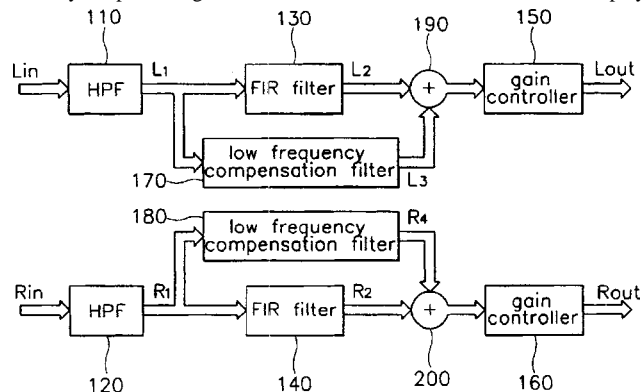 110 130 190 150
Lin HPF L1 FIR filter L2 + gain controller Lout
low frequency
compensation filter
170 L3
180 R4
low frequency
compensation filter
Rin HPF R1 FIR filter R2 + gain controller Rout
120 140 200 160